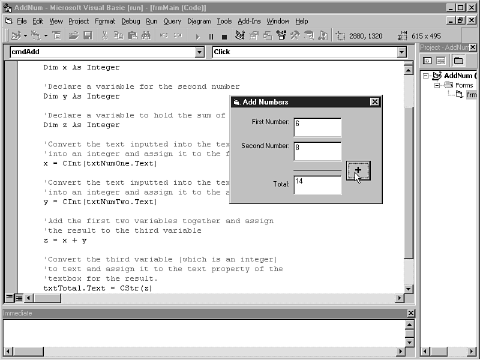 AddNum - Microsoft Visual Basic [run] - [frmMain (Code)]
File Edit View Project Format Debug Run Query Diagram Tools Add-Ins Window Help
2880, 1320 615 x 495
cmdAdd Click
Project - AddNum
Dim x As Integer
'Declare a variable for the second number
Dim y As Integer
'Declare a variable to hold the sum of
Dim z As Integer
'Convert the text inputted into the tex
'into an integer and assign it to the f
x = CInt(txtNumOne.Text)
'Convert the text inputted into the tex
'into an integer and assign it to the
y = CInt(txtNumTwo.Text)
'Add the first two variables together and assign
'the result to the third variable
z = x + y
'Convert the third variable (which is an integer)
'to text and assign it to the text property of the
'textbox for the result.
txtTotal.Text = CStr(z)
Add Numbers
First Number: 6
Second Number: 8
+
Total: 14
AddNum (
Forms
frm
Immediate